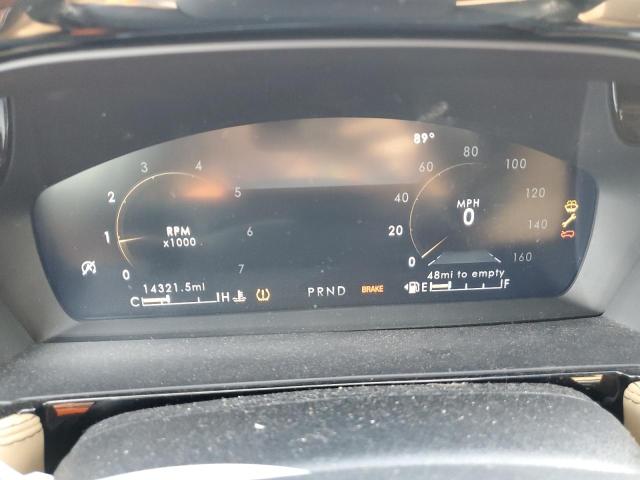 89°
3 4
2 5
1 RPM 6
x1000
0 7
60 80 100
40 MPH 120
20 0 140
0 160
14321.5mi
48mi to empty
C H
PRND
BRAKE
E F